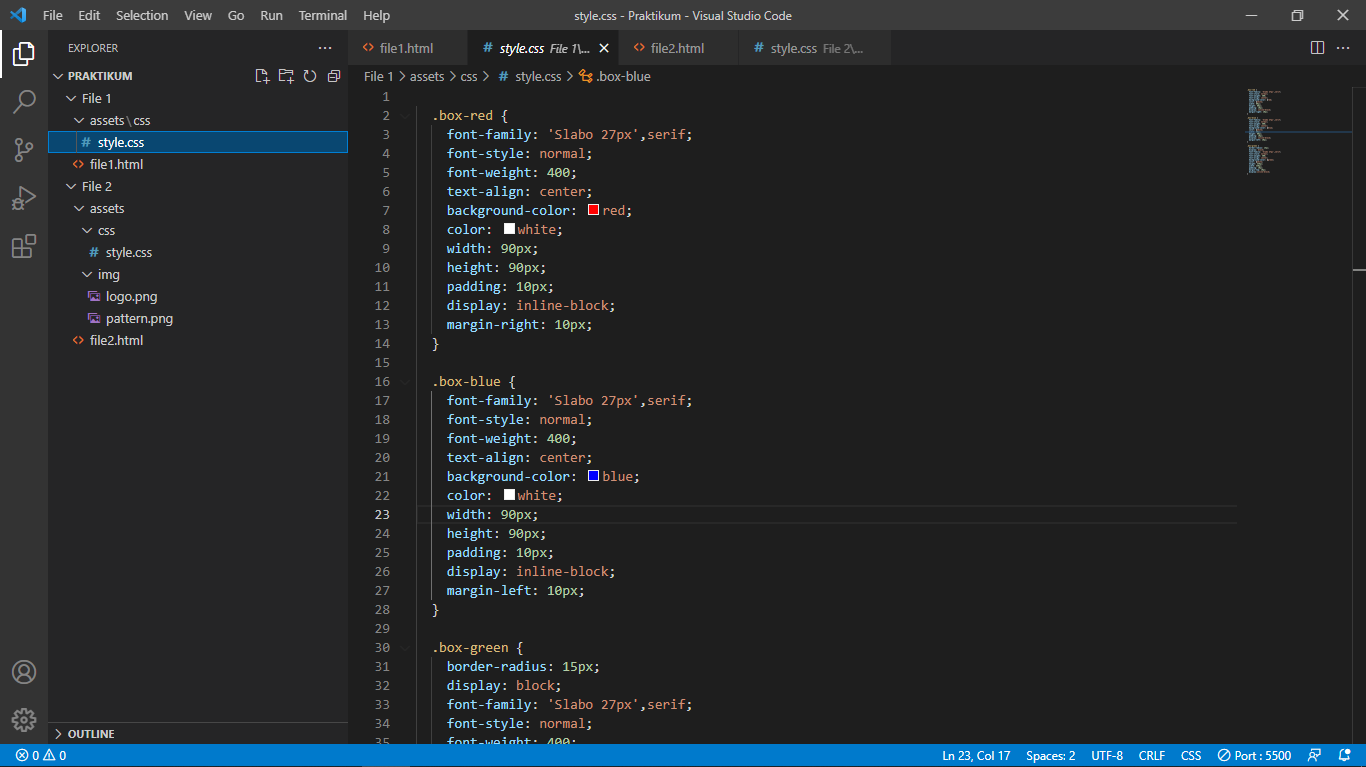 File Edit Selection View Go Run Terminal Help style.css - Praktikum - Visual Studio Code
EXPLORER
PRAKTIKUM
File 1
assets\css
# style.css
file1.html
File 2
assets
css
# style.css
img
logo.png
pattern.png
file2.html
OUTLINE
file1.html # style.css File 1\... file2.html # style.css File 2\...
File 1 > assets > css > # style.css > .box-blue
1
2 .box-red {
3 font-family: 'Slabo 27px',serif;
4 font-style: normal;
5 font-weight: 400;
6 text-align: center;
7 background-color: red;
8 color: white;
9 width: 90px;
10 height: 90px;
11 padding: 10px;
12 display: inline-block;
13 margin-right: 10px;
14 }
15
16 .box-blue {
17 font-family: 'Slabo 27px',serif;
18 font-style: normal;
19 font-weight: 400;
20 text-align: center;
21 background-color: blue;
22 color: white;
23 width: 90px;
24 height: 90px;
25 padding: 10px;
26 display: inline-block;
27 margin-left: 10px;
28 }
29
30 .box-green {
31 border-radius: 15px;
32 display: block;
33 font-family: 'Slabo 27px',serif;
34 font-style: normal;
35 font-weight: 400;
0 0 Ln 23, Col 17 Spaces: 2 UTF-8 CRLF CSS Port : 5500